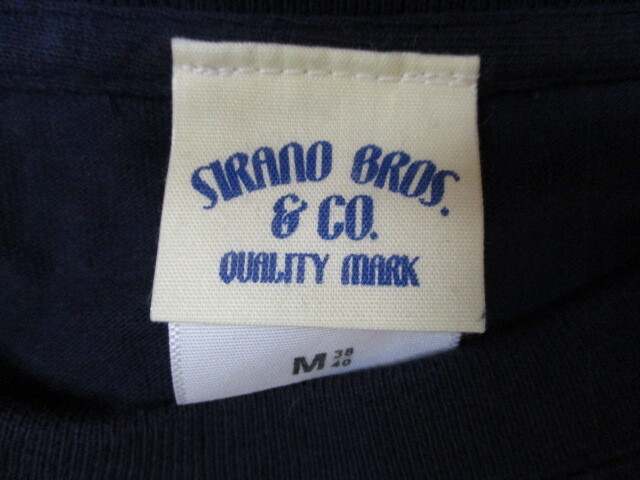 SIRANO BROS.
& CO.
QUALITY MARK
M 38 40